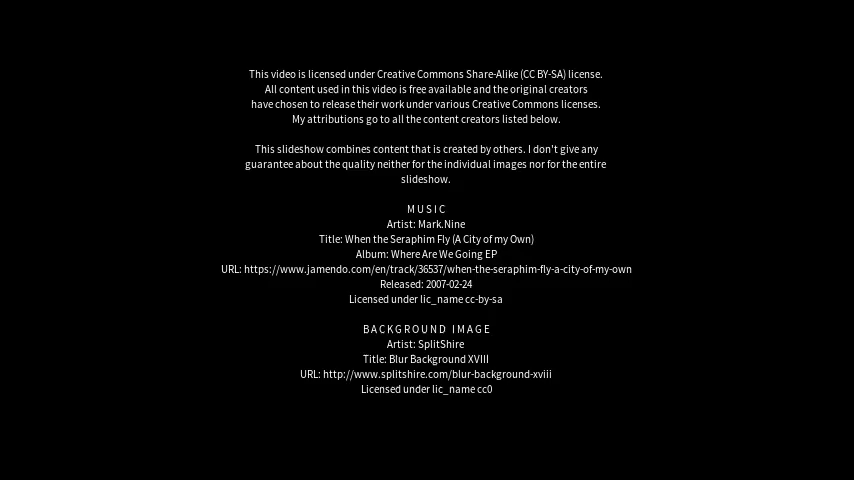 This video is licensed under Creative Commons Share-Alike (CC BY-SA) license.
All content used in this video is free available and the original creators
have chosen to release their work under various Creative Commons licenses.
My attributions go to all the content creators listed below.
This slideshow combines content that is created by others. I don't give any
guarantee about the quality neither for the individual images nor for the entire
slideshow.
MUSIC
Artist: Mark.Nine
Title: When the Seraphim Fly (A City of my Own)
Album: Where Are We Going EP
URL: https://www.jamendo.com/en/track/36537/when-the-seraphim-fly-a-city-of-my-own
Released: 2007-02-24
Licensed under lic_name cc-by-sa
BACKGROUND IMAGE
Artist: SplitShire
Title: Blur Background XVIII
URL: http://www.splitshire.com/blur-background-xviii
Licensed under lic_name cc0